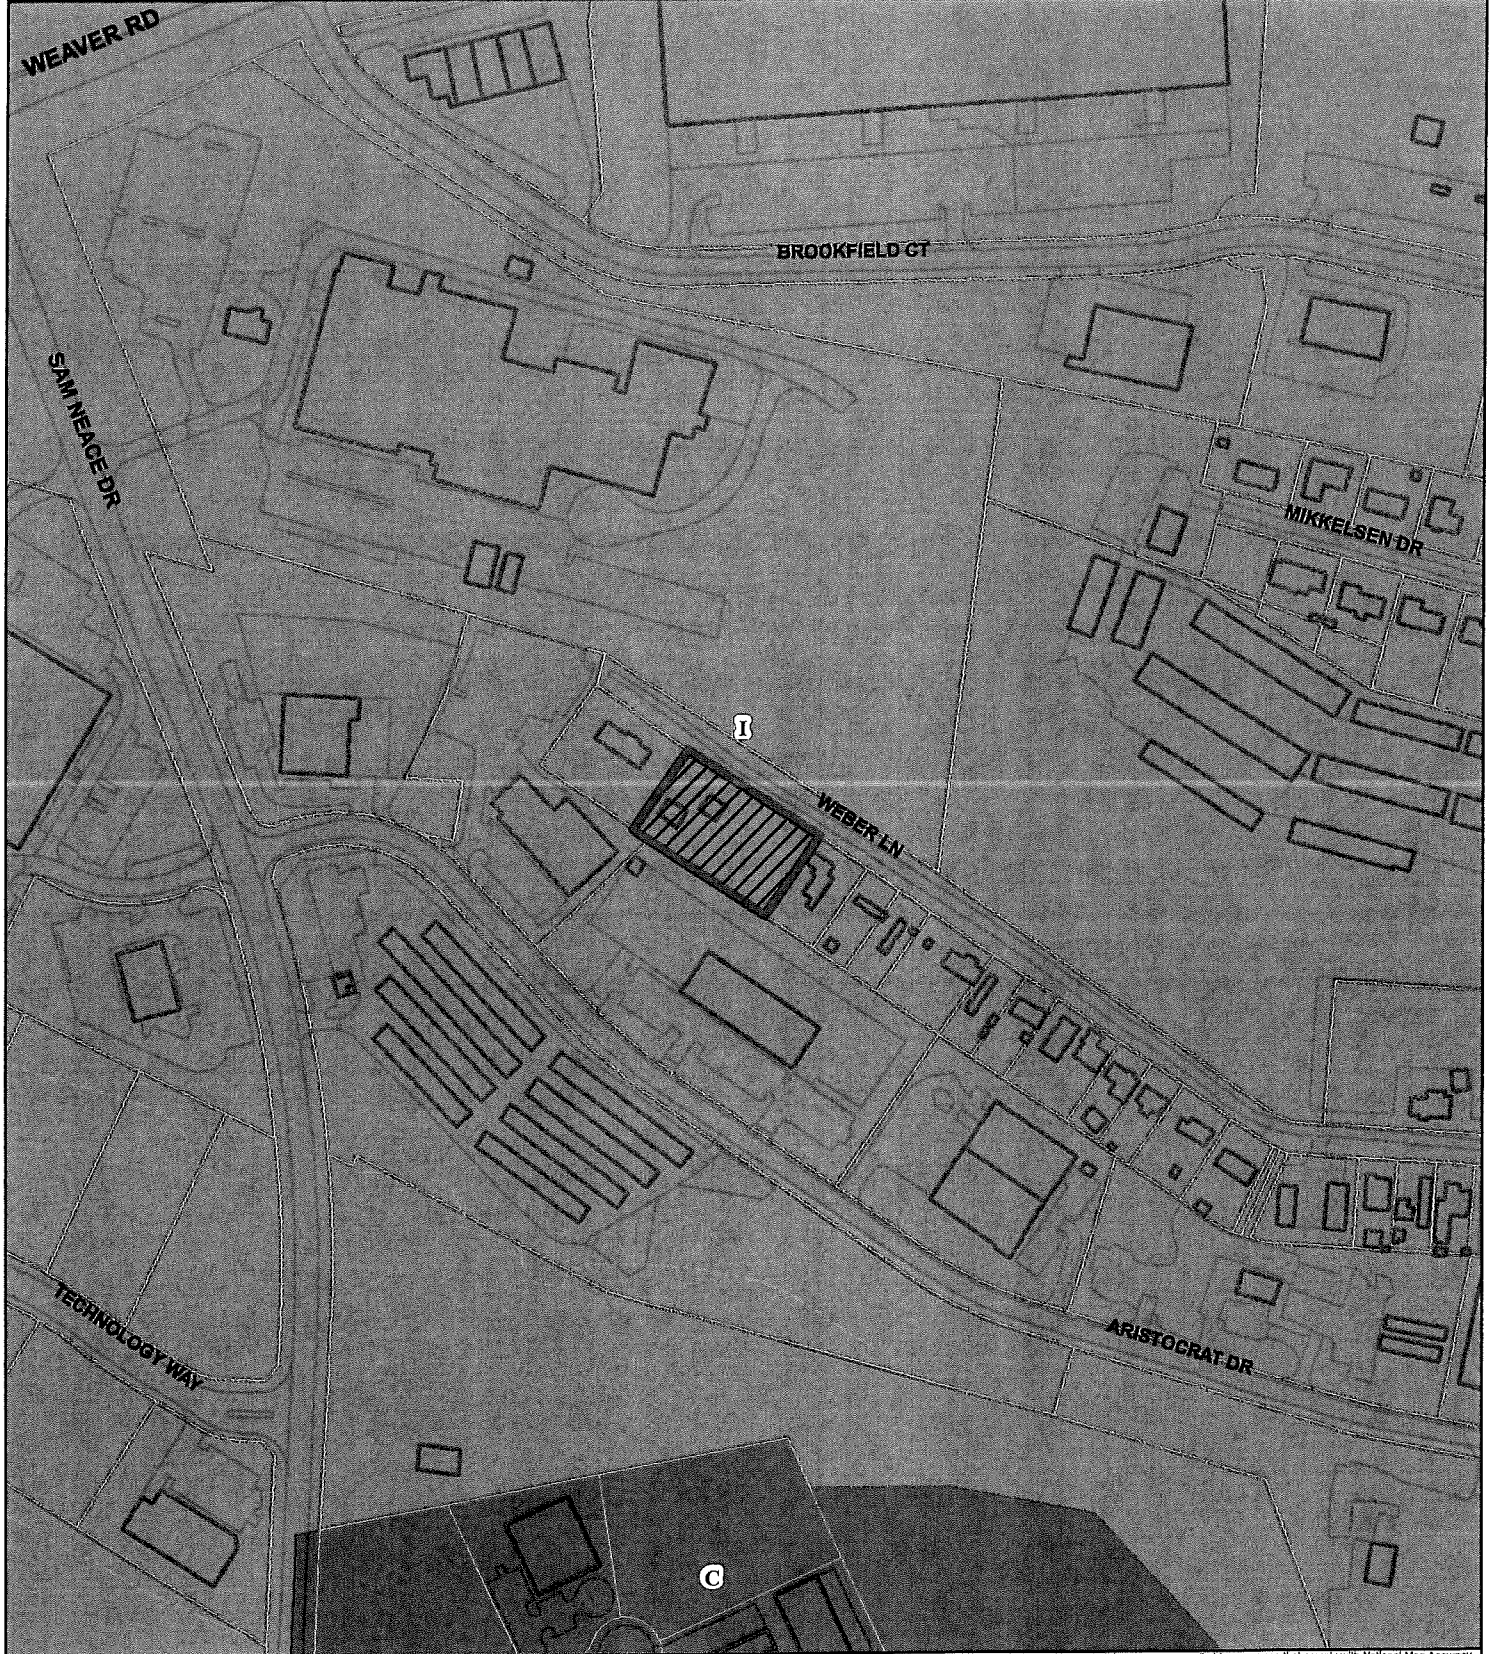 WEAVER RD
BROOKFIELD CT
SAM NEACE DR
MIKKELSEN DR
I
WEBER LN
TECHNOLOGY WAY
ARISTOCRAT DR
C